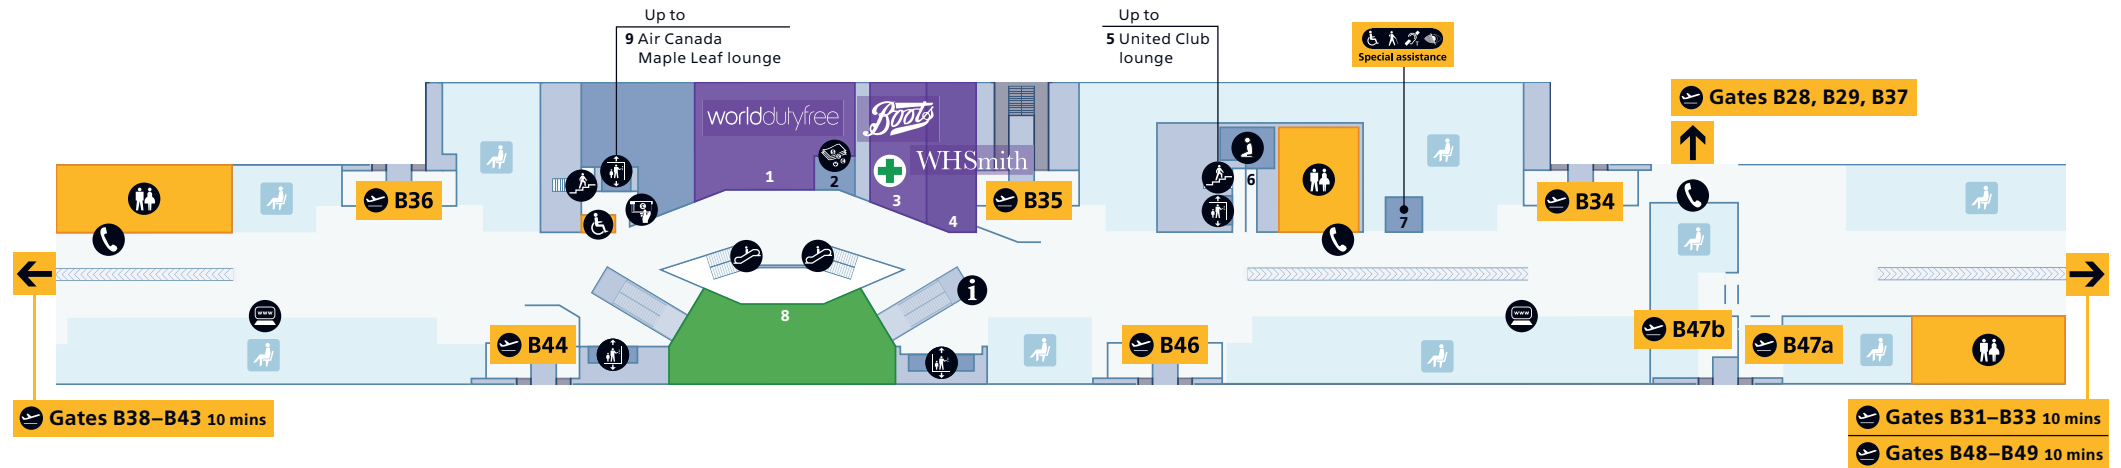 Up to
9 Air Canada
Maple Leaf lounge
Up to
5 United Club
lounge
Special assistance
Gates B28, B29, B37
worlddutyfree
Boots
WHSmith
1
2
3
4
6
7
8
B36
B35
B34
B44
B46
B47b
B47a
www
www
i
Gates B38–B43 10 mins
Gates B31–B33 10 mins
Gates B48–B49 10 mins